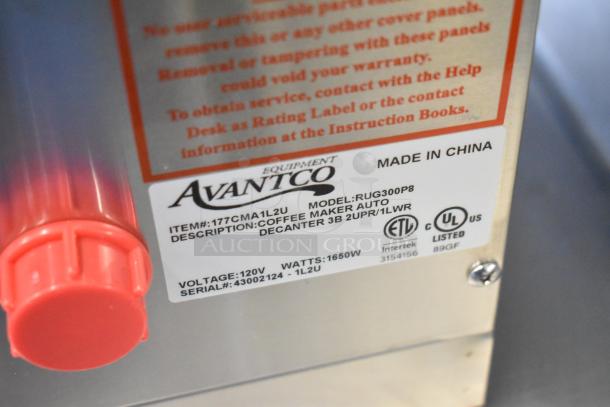 No user serviceable parts
remove this or any other cover panels.
Removal or tampering with these panels
could void your warranty.
To obtain service, contact with the Help
Desk as Rating Label or the contact
information at the Instruction Books.
EQUIPMENT
AVANTCO
MADE IN CHINA
ITEM#:177CMA1L2U MODEL:RUG300P8
DESCRIPTION:COFFEE MAKER AUTO
DECANTER 3B 2UPR/1LWR
ETL
Intertek
3154156
C UL US
LISTED
89GF
AUCTION GROUP
VOLTAGE:120V WATTS:1650W
SERIAL#:43002124 - 1L2U